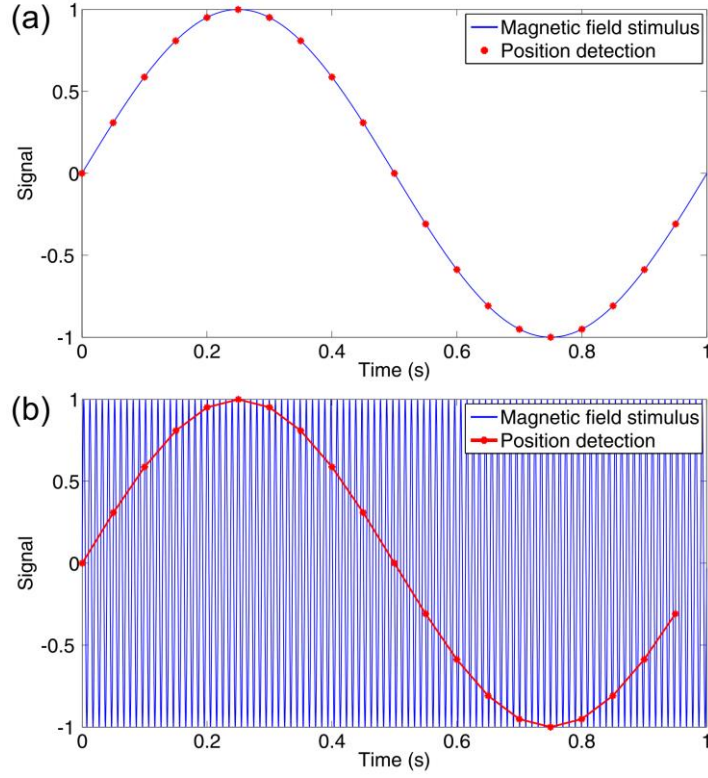 (a)
Magnetic field stimulus
Position detection
1
0.5
0
-0.5
-1
Signal
0 0.2 0.4 0.6 0.8 1
Time (s)
(b)
Magnetic field stimulus
Position detection
1
0.5
0
-0.5
-1
Signal
0 0.2 0.4 0.6 0.8 1
Time (s)